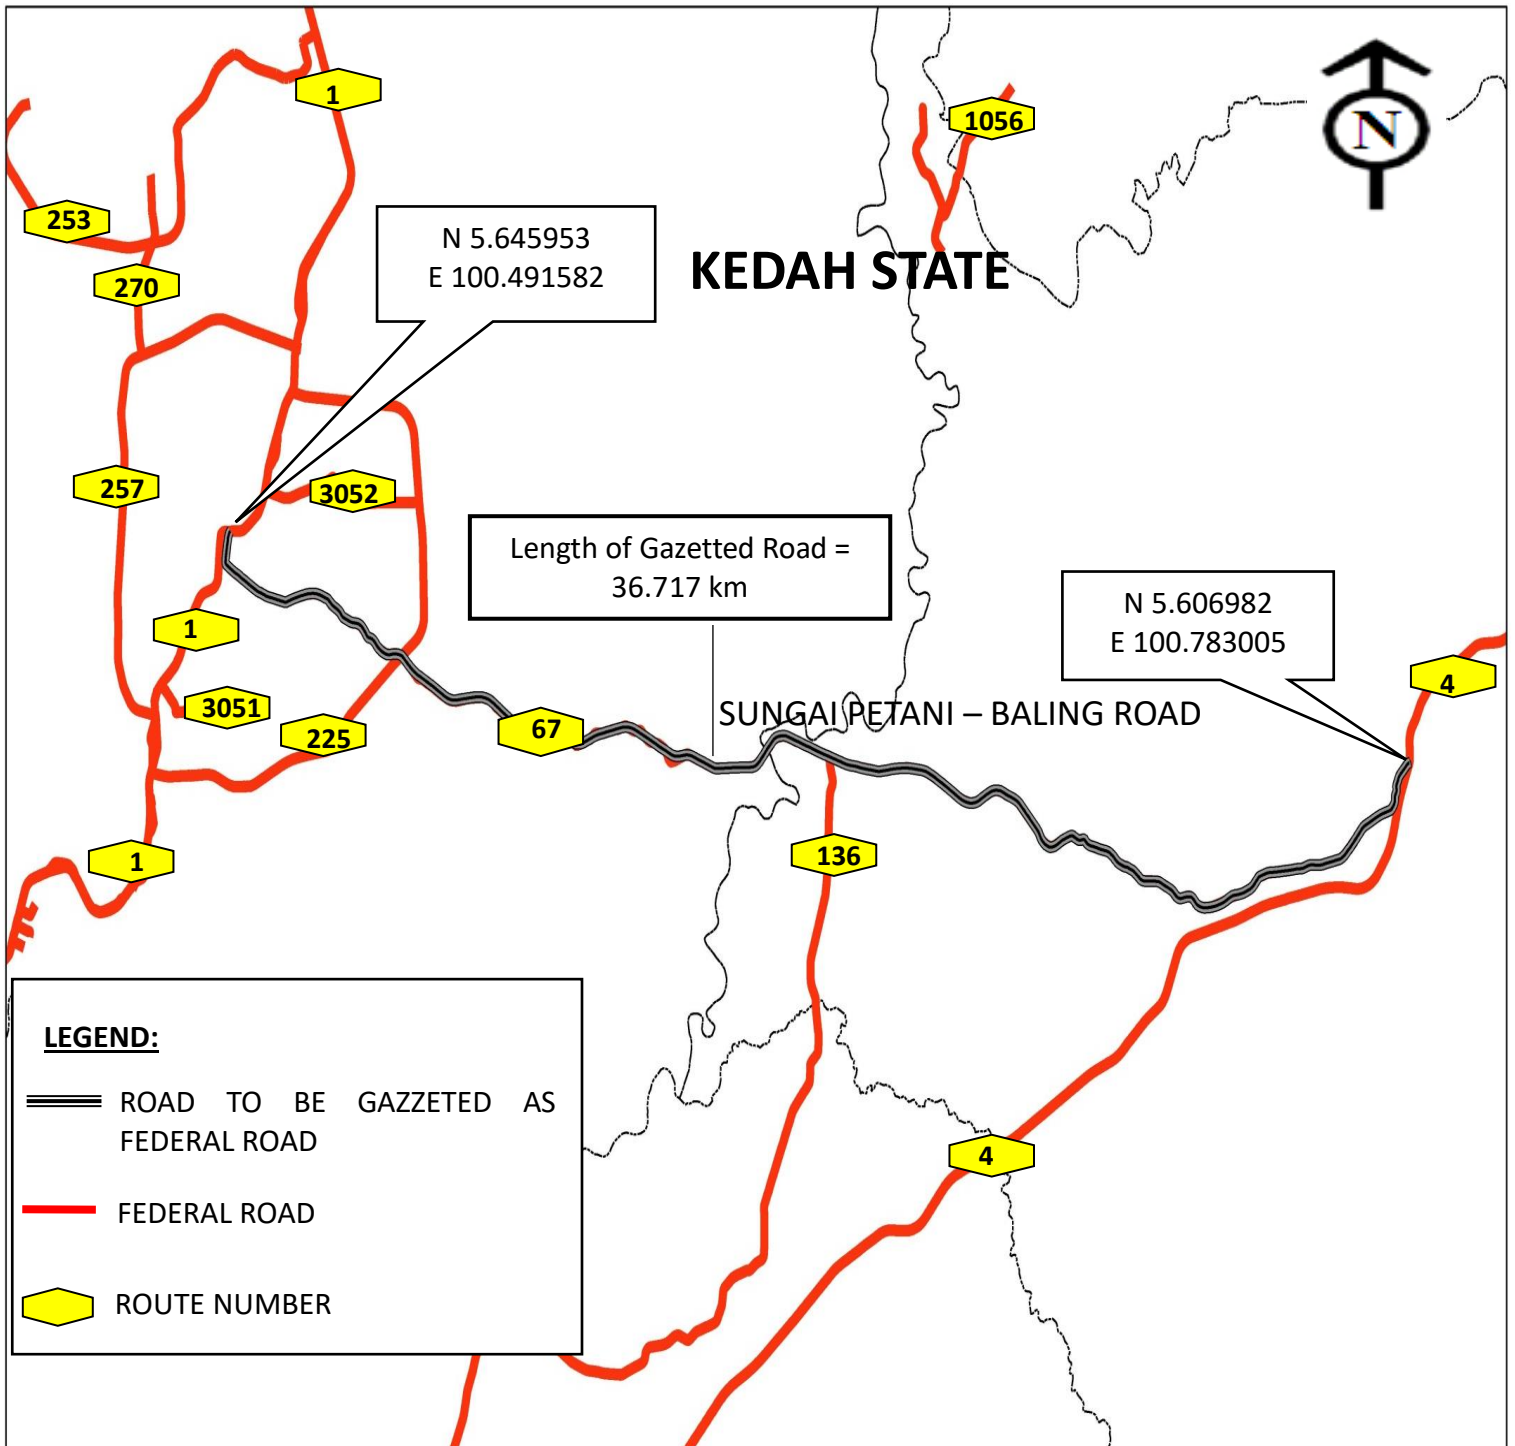 1
1056
N
253
N 5.645953
E 100.491582
KEDAH STATE
270
257
3052
Length of Gazetted Road =
36.717 km
N 5.606982
E 100.783005
1
4
3051
SUNGAI PETANI – BALING ROAD
67
225
1
136
LEGEND:
ROAD TO BE GAZZETED AS
FEDERAL ROAD
4
FEDERAL ROAD
ROUTE NUMBER